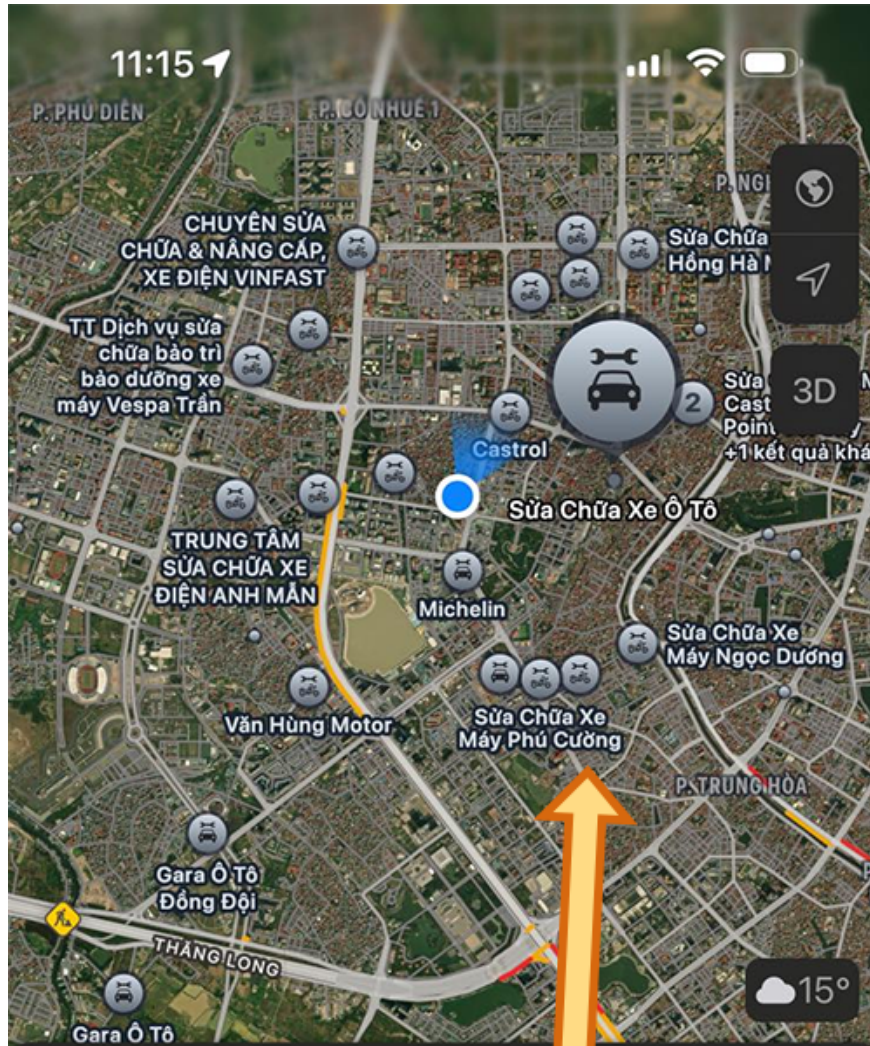 11:15
P. PHÚ DIỄN
P. CỔ NHUẾ 1
P. NGI
CHUYÊN SỬA
CHỮA & NÂNG CẤP,
XE ĐIỆN VINFAST
Sửa Chữa
Hồng Hà
TT Dịch vụ sửa
chữa bảo trì
bảo dưỡng xe
máy Vespa Trần
3D
2
Sửa
Cast
Point
+1 kết quả khá
Castrol
Sửa Chữa Xe Ô Tô
TRUNG TÂM
SỬA CHỮA XE
ĐIỆN ANH MẪN
Michelin
Sửa Chữa Xe
Máy Ngọc Dương
Văn Hùng Motor
Sửa Chữa Xe
Máy Phú Cường
P. TRUNG HÒA
Gara Ô Tô
Đồng Đội
THĂNG LONG
15°
Gara Ô Tô